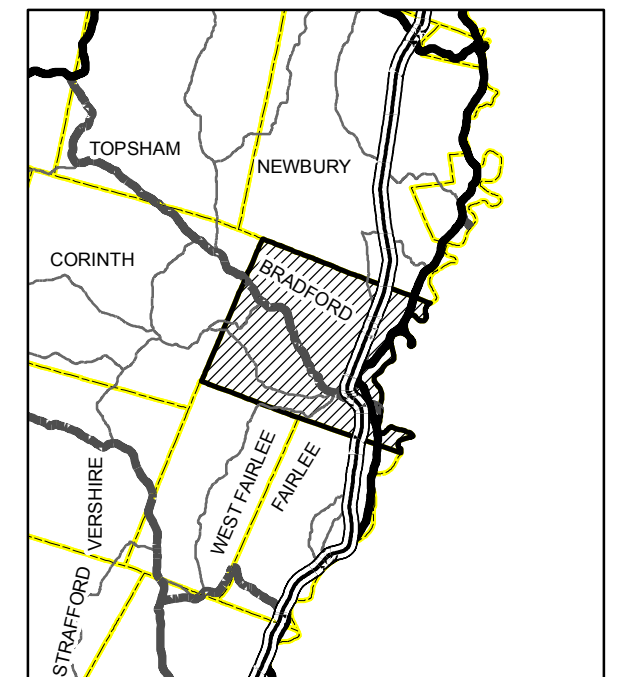 TOPSHAM
NEWBURY
CORINTH
BRADFORD
VERSHIRE
WEST FAIRLEE
FAIRLEE
STRAFFORD